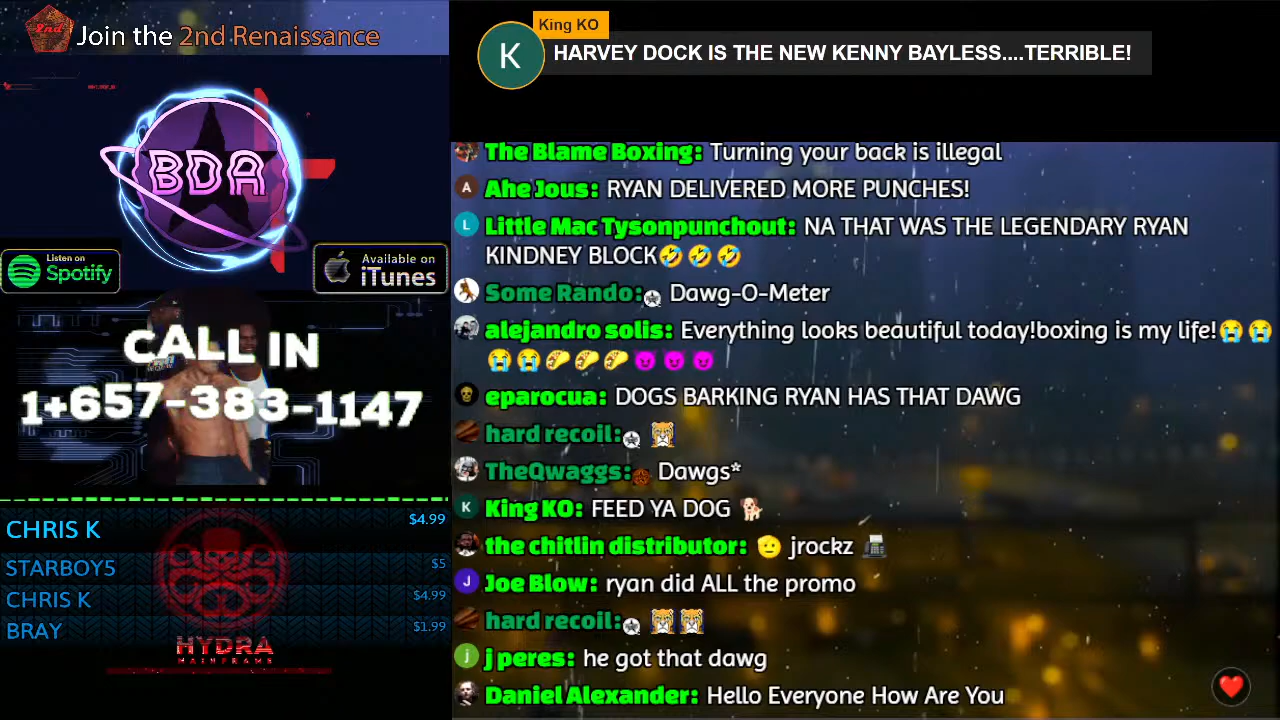 2nd
Join the 2nd Renaissance
BDA
Listen on
Spotify
Available on
iTunes
CALL IN
1+657-383-1147
CHRIS K $4.99
STARBOY5 $5
CHRIS K $4.99
BRAY $1.99
HYDRA
MAINFRAME
King KO
K HARVEY DOCK IS THE NEW KENNY BAYLESS....TERRIBLE!
The Blame Boxing: Turning your back is illegal
A Ahe Jous: RYAN DELIVERED MORE PUNCHES!
L Little Mac Tysonpunchout: NA THAT WAS THE LEGENDARY RYAN
KINDNEY BLOCK🤣🤣🤣
Some Rando: Dawg-O-Meter
alejandro solis: Everything looks beautiful today!boxing is my life!😭😭
😭😭🌮🌮🌮😈😈😈
eparocua: DOGS BARKING RYAN HAS THAT DAWG
hard recoil: 😹
TheQwaggs: Dawgs*
K King KO: FEED YA DOG 🐕
the chitlin distributor: 🫡 jrockz 📠
J Joe Blow: ryan did ALL the promo
hard recoil: 😹😹
j j peres: he got that dawg
Daniel Alexander: Hello Everyone How Are You